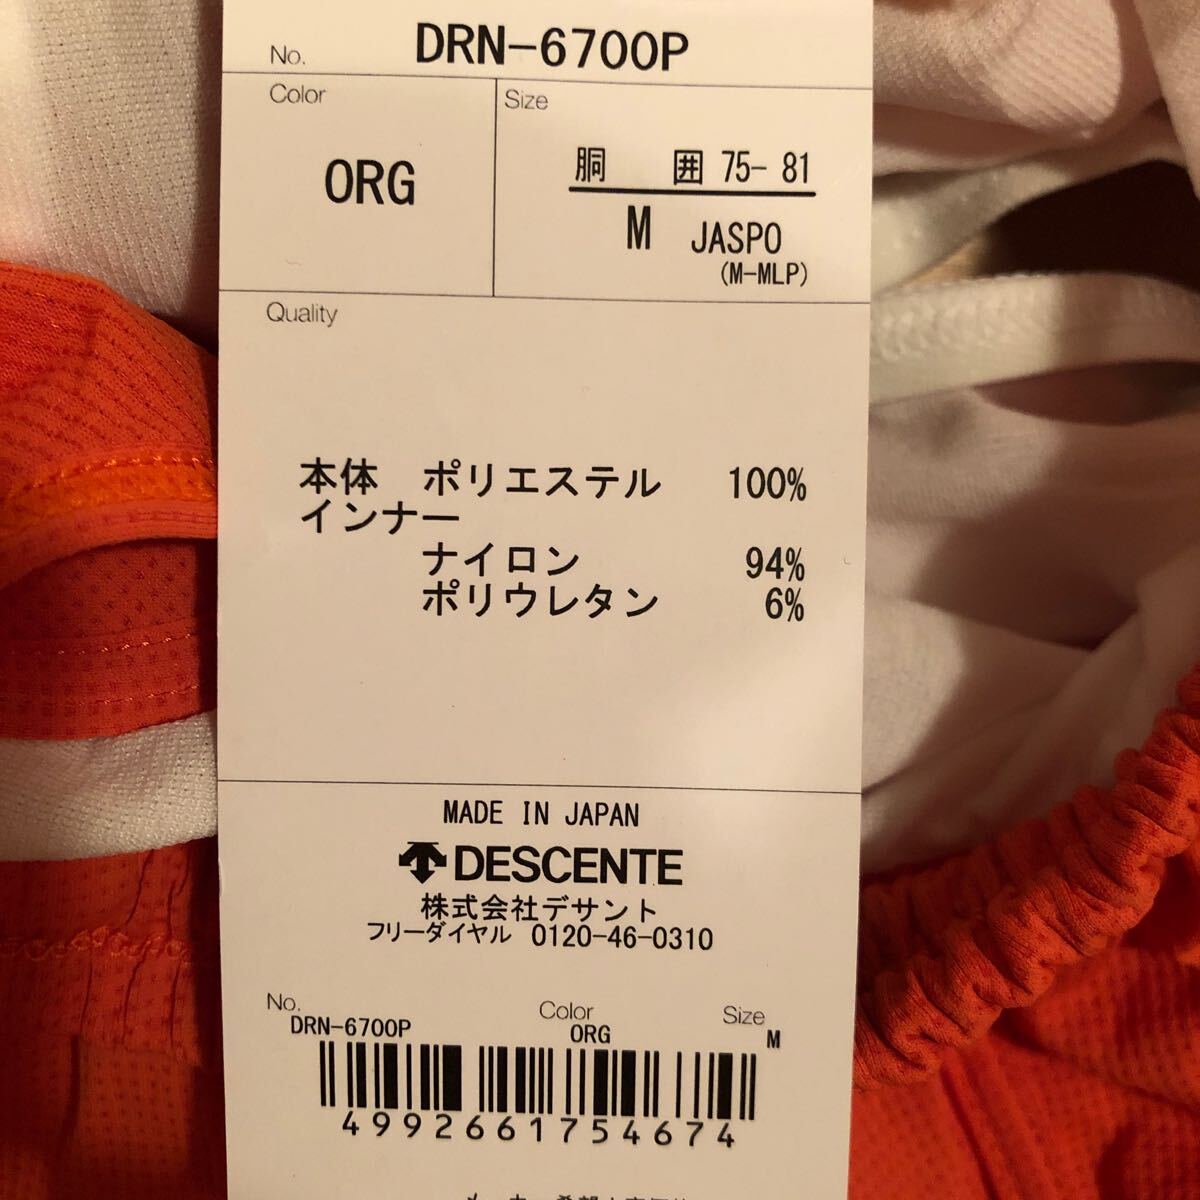 No. DRN-6700P
Color
Size
ORG
胴 囲 75- 81
M JASPO
(M-MLP)
Quality
本体 ポリエステル 100%
インナー
ナイロン 94%
ポリウレタン 6%
MADE IN JAPAN
DESCENTE
株式会社デサント
フリーダイヤル 0120-46-0310
No. Color Size
DRN-6700P ORG M
4992661754674